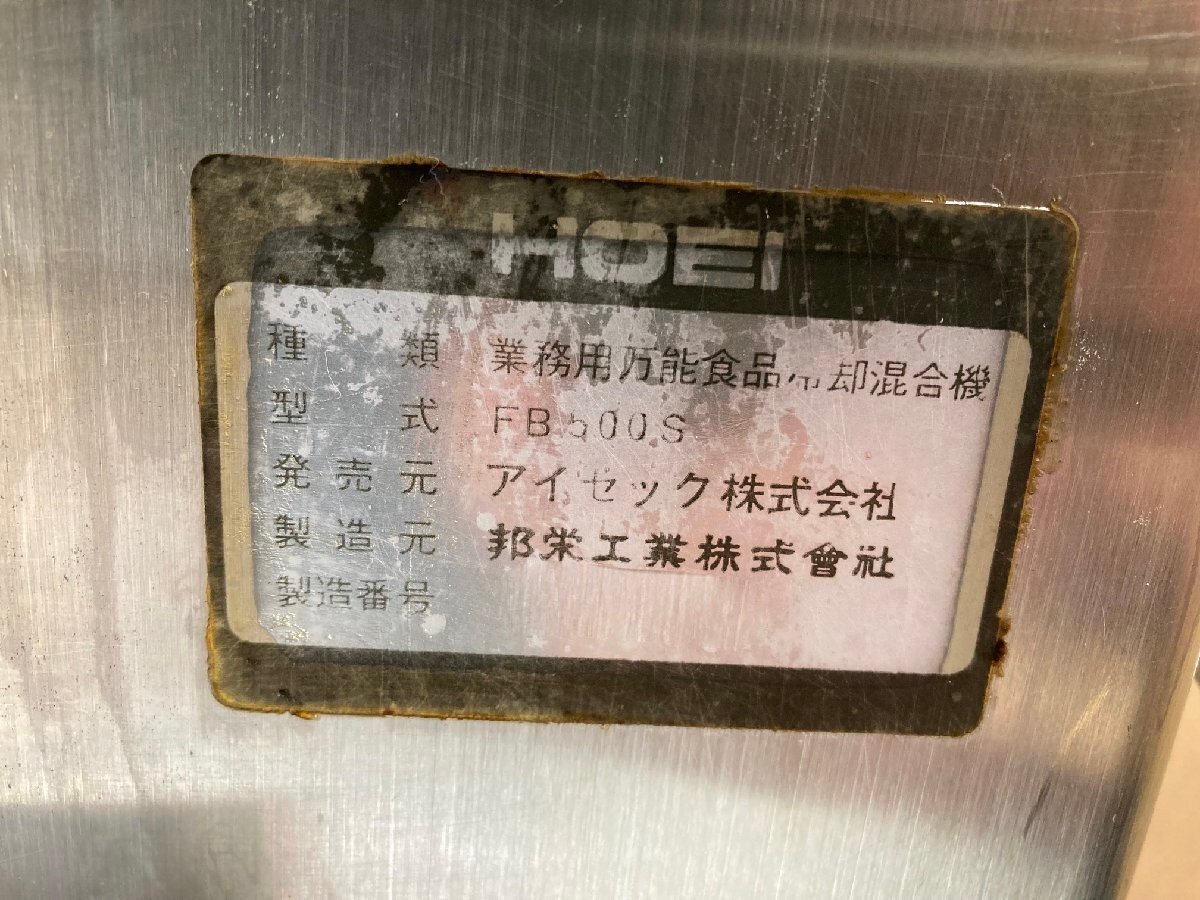 HOEI
種類 業務用万能食品冷却混合機
型式 FB500S
発売元 アイセック株式会社
製造元 邦栄工業株式會社
製造番号